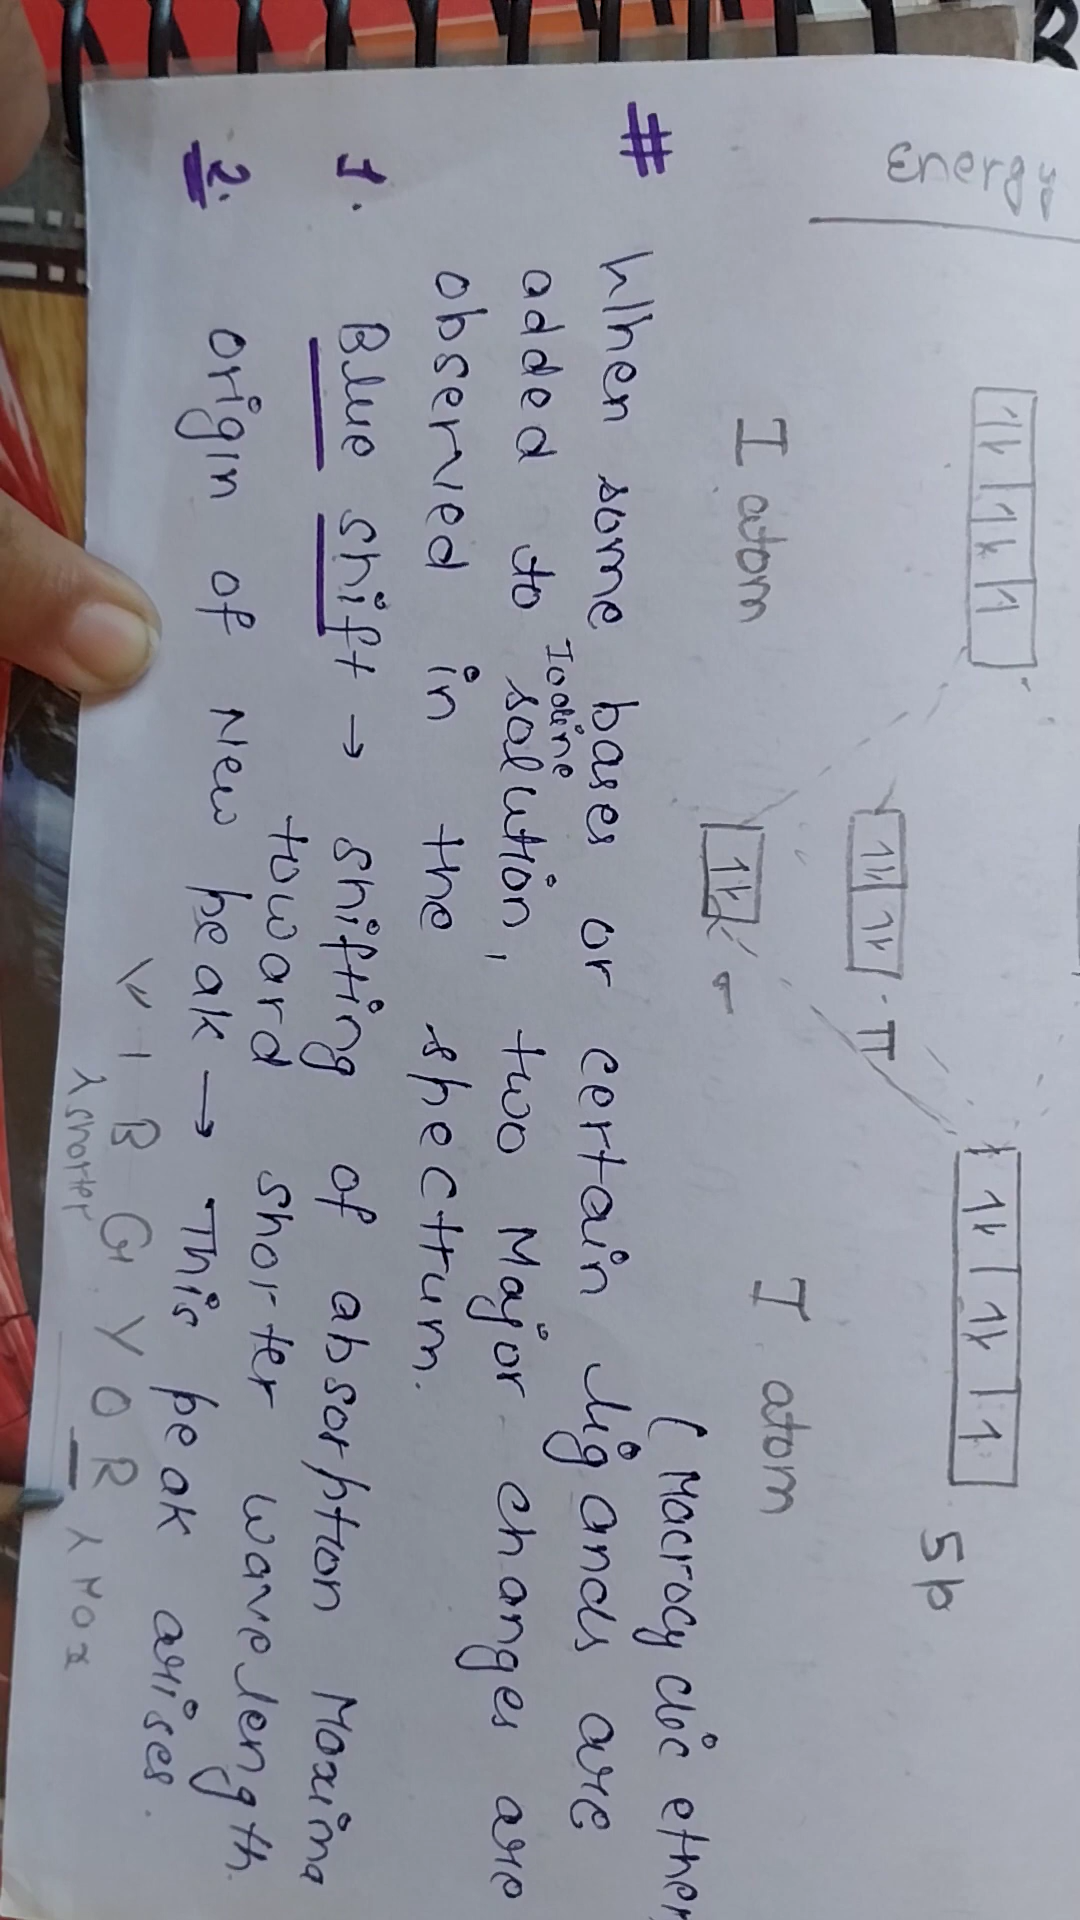 Energy
5p
π
σ
I atom
I atom
(Macrocyclic ether
# When some bases or certain ligands are
added to Iodine solution, two Major changes are
observed in the spectrum.
1. Blue shift → shifting of absorption Maxima
toward shorter wavelength.
2. Origin of New peak → This peak arises.
V I B G Y O R λ Max
λ shorter